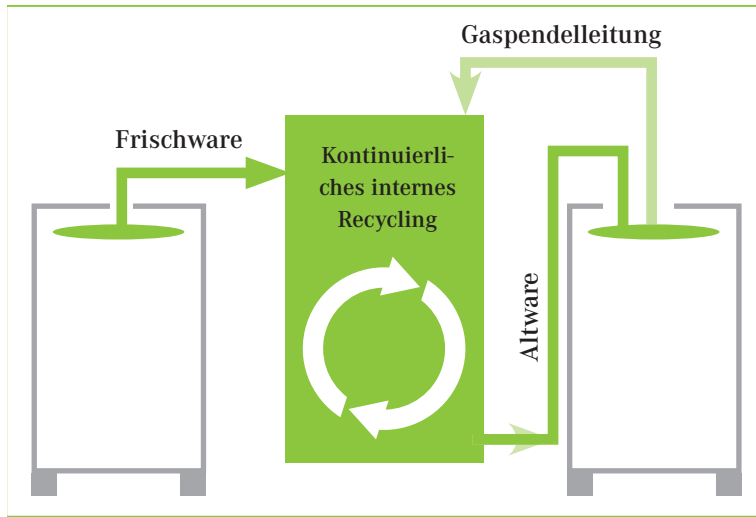 Gaspendelleitung
Frischware
Kontinuierli-
ches internes
Recycling
Altware